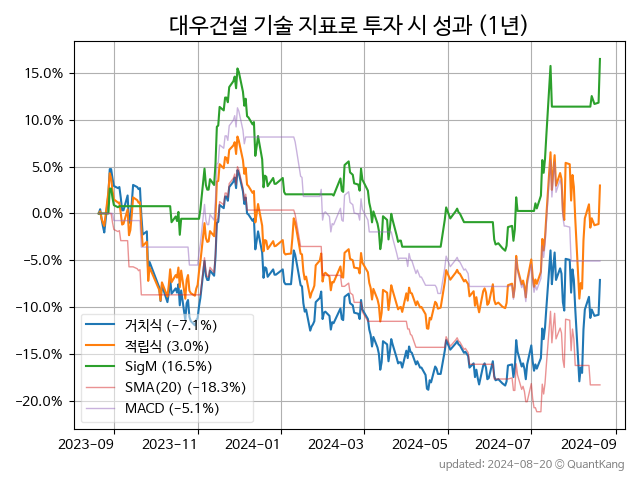 대우건설 기술 지표로 투자 시 성과 (1년)
15.0%
10.0%
5.0%
0.0%
−5.0%
−10.0%
−15.0%
−20.0%
거치식 (−7.1%)
적립식 (3.0%)
SigM (16.5%)
SMA(20) (−18.3%)
MACD (−5.1%)
2023-09 2023-11 2024-01 2024-03 2024-05 2024-07 2024-09
updated: 2024-08-20 © QuantKang